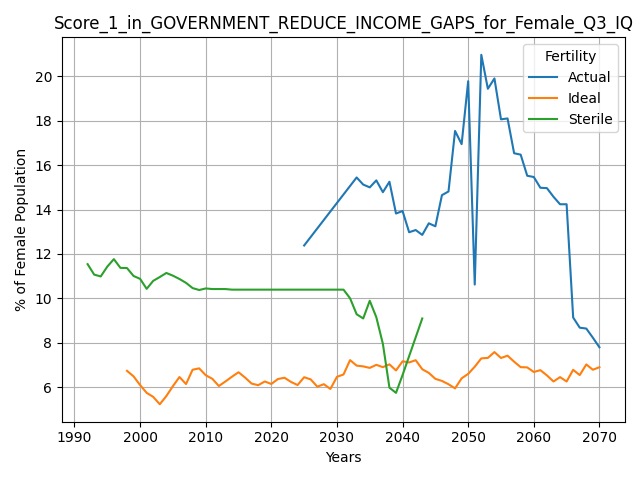 Score_1_in_GOVERNMENT_REDUCE_INCOME_GAPS_for_Female_Q3_IQ
% of Female Population
20
18
16
14
12
10
8
6
Fertility
Actual
Ideal
Sterile
1990 2000 2010 2020 2030 2040 2050 2060 2070
Years